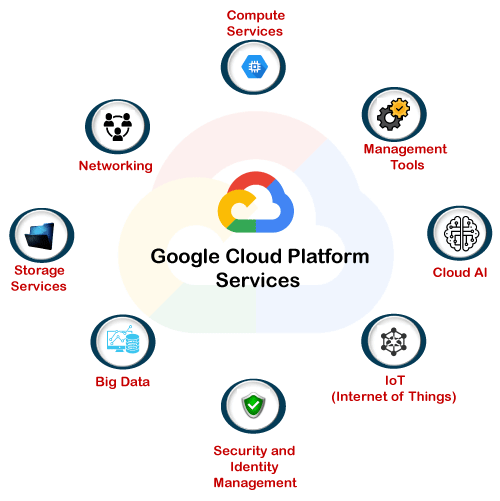 Compute
Services
Networking
Management
Tools
Google Cloud Platform
Services
Storage
Services
Cloud AI
Big Data
IoT
(Internet of Things)
Security and
Identity
Management